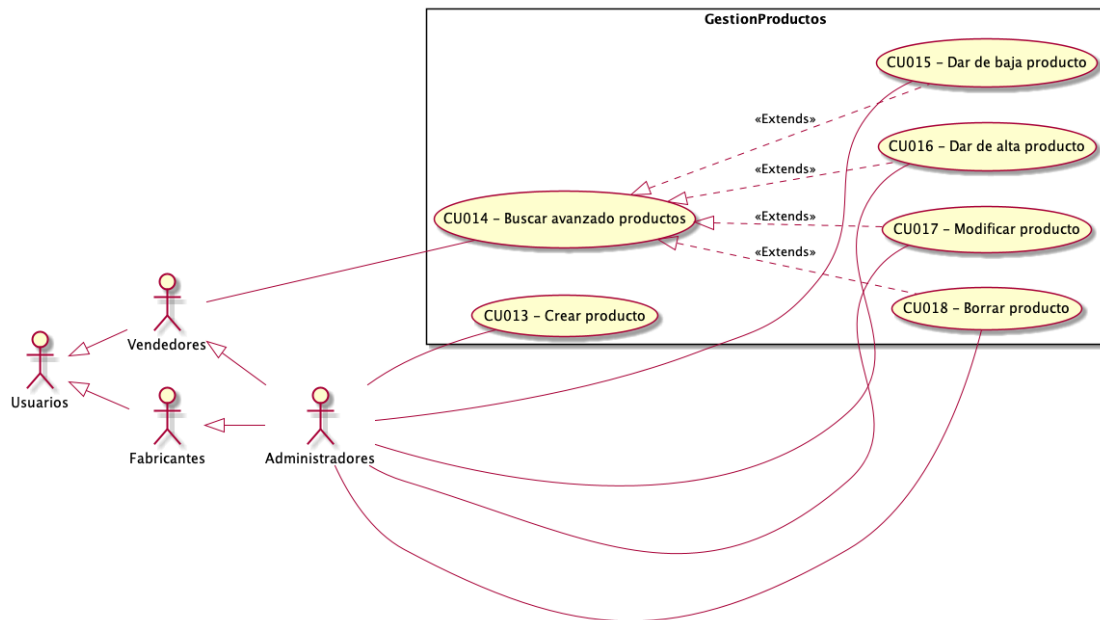 GestionProductos
CU015 – Dar de baja producto
«Extends»
CU016 – Dar de alta producto
«Extends»
CU014 – Buscar avanzado productos
«Extends»
CU017 – Modificar producto
«Extends»
CU018 – Borrar producto
CU013 – Crear producto
Vendedores
Usuarios
Fabricantes
Administradores